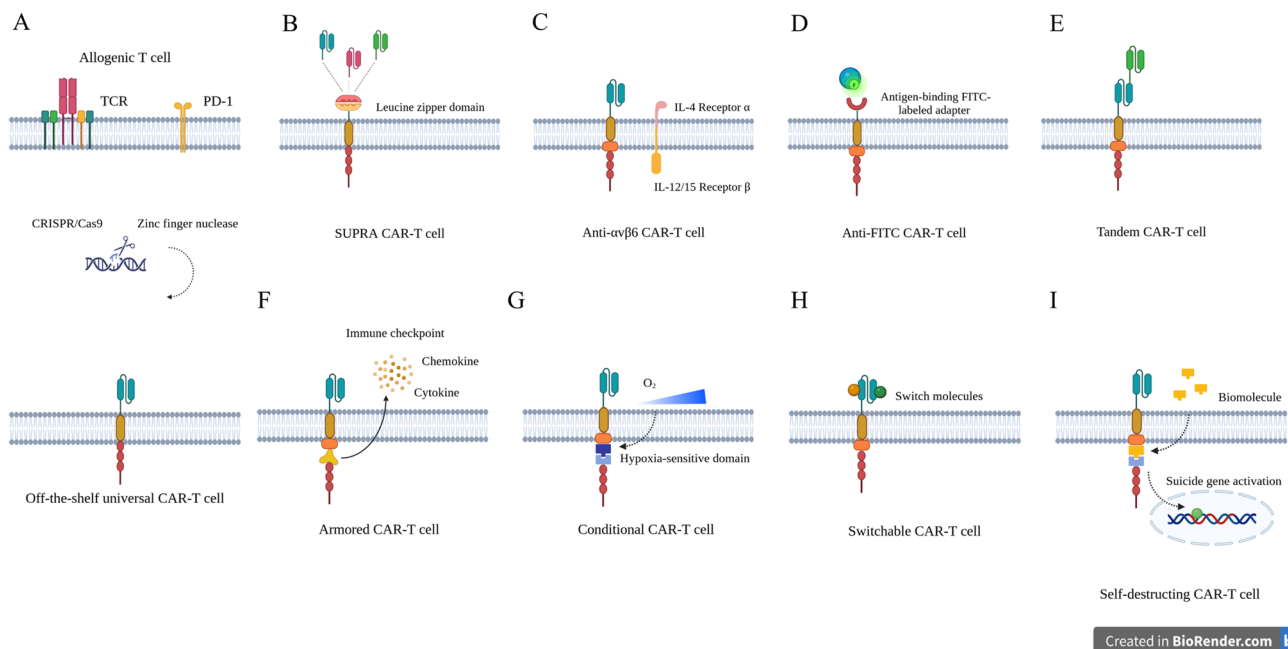 A
Allogenic T cell
TCR
PD-1
CRISPR/Cas9
Zinc finger nuclease
Off-the-shelf universal CAR-T cell
B
Leucine zipper domain
SUPRA CAR-T cell
C
IL-4 Receptor α
IL-12/15 Receptor β
Anti-αvβ6 CAR-T cell
D
Antigen-binding FITC-
labeled adapter
Anti-FITC CAR-T cell
E
Tandem CAR-T cell
F
Immune checkpoint
Chemokine
Cytokine
Armored CAR-T cell
G
O₂
Hypoxia-sensitive domain
Conditional CAR-T cell
H
Switch molecules
Switchable CAR-T cell
I
Biomolecule
Suicide gene activation
Self-destructing CAR-T cell
Created in BioRender.com